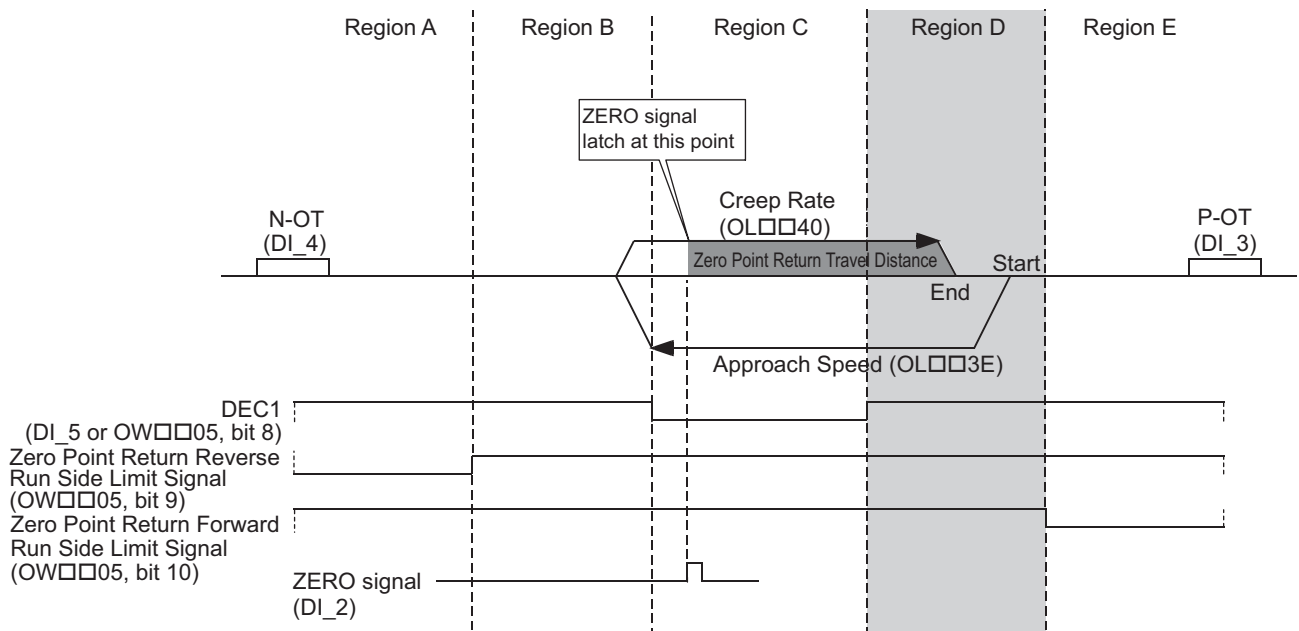 Region A
Region B
Region C
Region D
Region E
ZERO signal
latch at this point
Creep Rate
(OL□□40)
N-OT
(DI_4)
P-OT
(DI_3)
Zero Point Return Travel Distance
Start
End
Approach Speed (OL□□3E)
DEC1
(DI_5 or OW□□05, bit 8)
Zero Point Return Reverse
Run Side Limit Signal
(OW□□05, bit 9)
Zero Point Return Forward
Run Side Limit Signal
(OW□□05, bit 10)
ZERO signal
(DI_2)